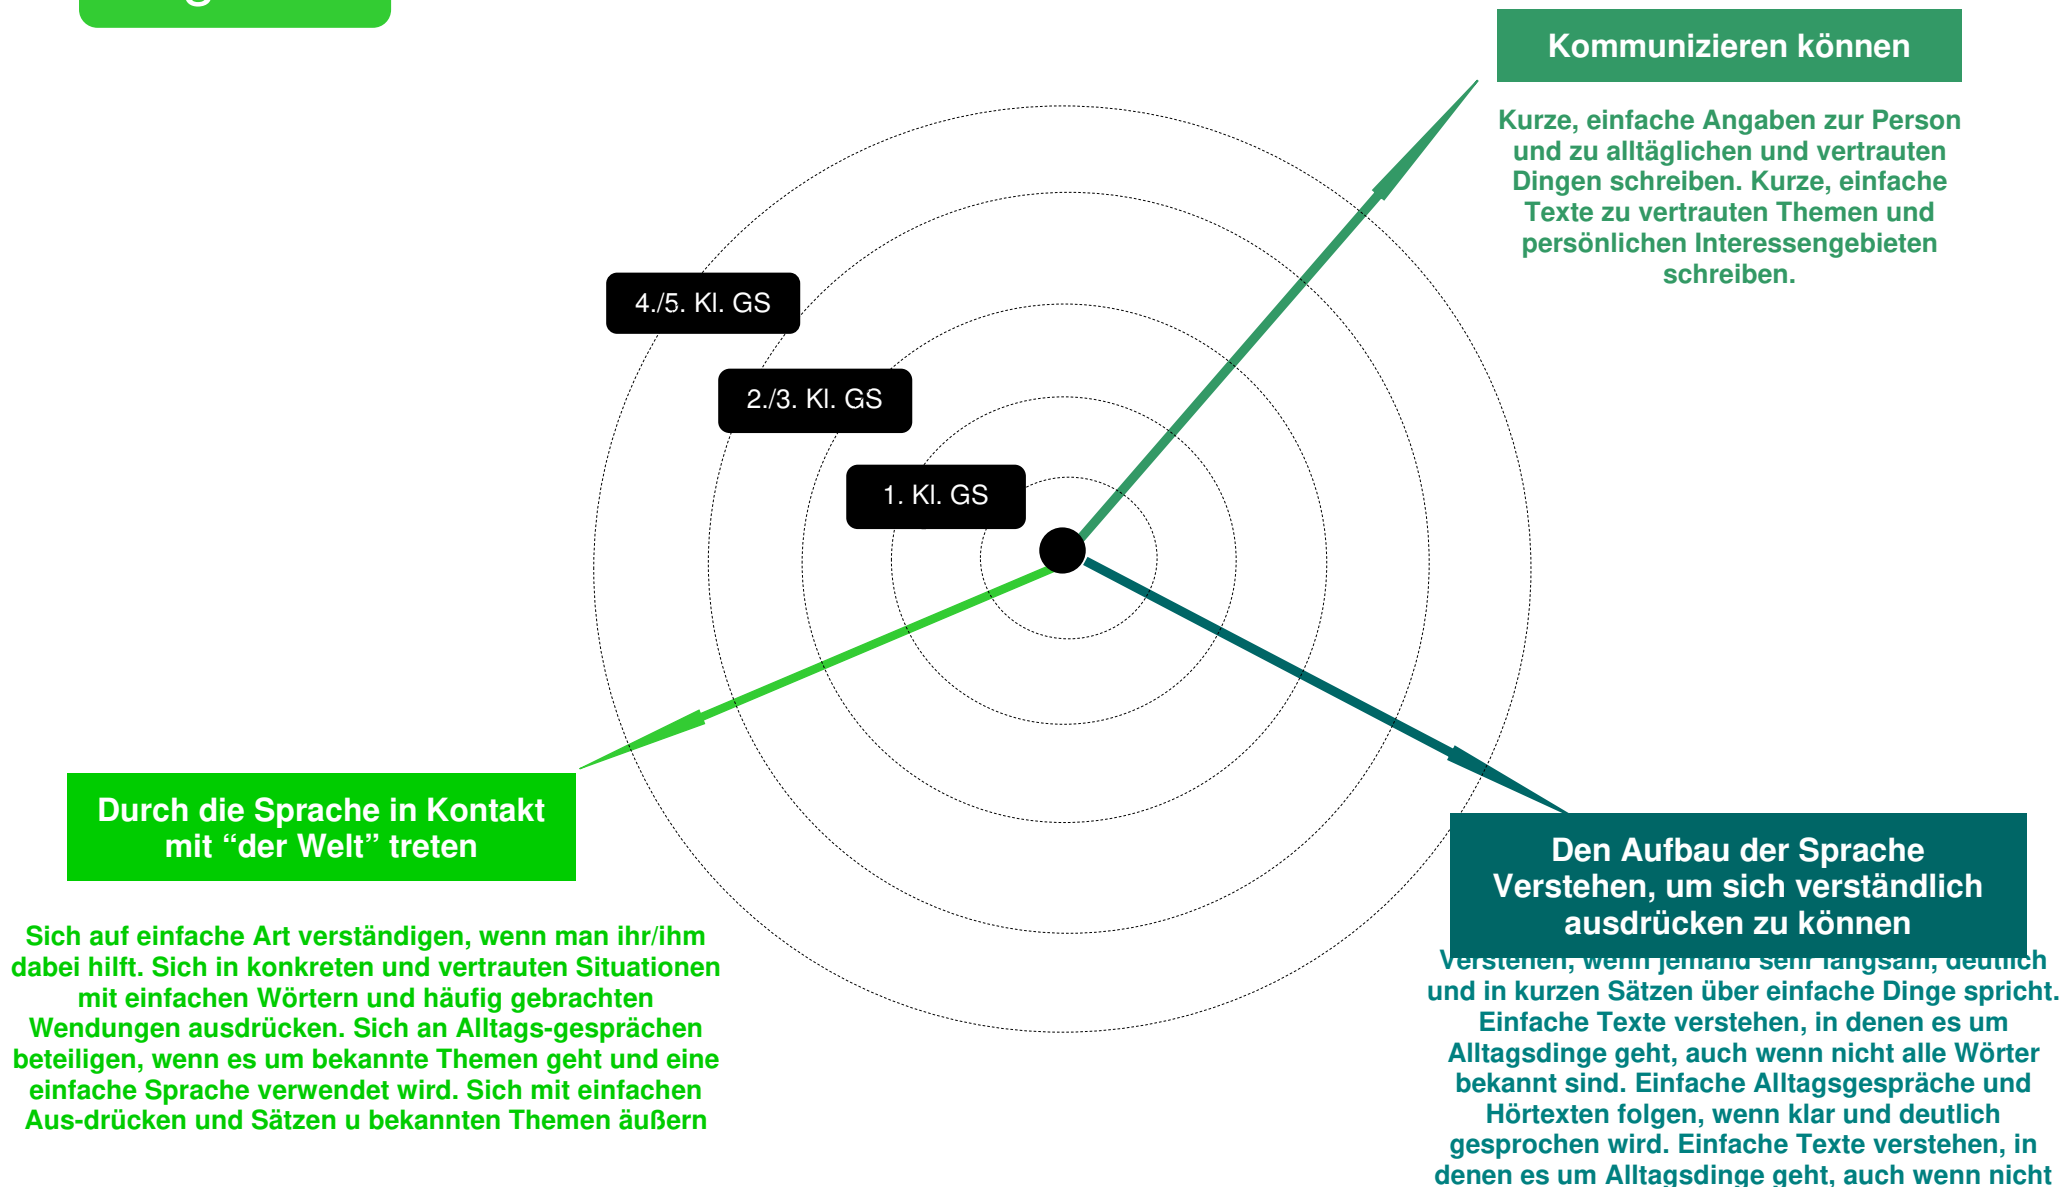 Kommunizieren können
Kurze, einfache Angaben zur Person
und zu alltäglichen und vertrauten
Dingen schreiben. Kurze, einfache
Texte zu vertrauten Themen und
persönlichen Interessengebieten
schreiben.
4./5. Kl. GS
2./3. Kl. GS
1. Kl. GS
Durch die Sprache in Kontakt
mit “der Welt” treten
Sich auf einfache Art verständigen, wenn man ihr/ihm
dabei hilft. Sich in konkreten und vertrauten Situationen
mit einfachen Wörtern und häufig gebrachten
Wendungen ausdrücken. Sich an Alltags-gesprächen
beteiligen, wenn es um bekannte Themen geht und eine
einfache Sprache verwendet wird. Sich mit einfachen
Aus-drücken und Sätzen u bekannten Themen äußern
Den Aufbau der Sprache
Verstehen, um sich verständlich
ausdrücken zu können
Verstehen, wenn jemand sehr langsam, deutlich
und in kurzen Sätzen über einfache Dinge spricht.
Einfache Texte verstehen, in denen es um
Alltagsdinge geht, auch wenn nicht alle Wörter
bekannt sind. Einfache Alltagsgespräche und
Hörtexten folgen, wenn klar und deutlich
gesprochen wird. Einfache Texte verstehen, in
denen es um Alltagsdinge geht, auch wenn nicht